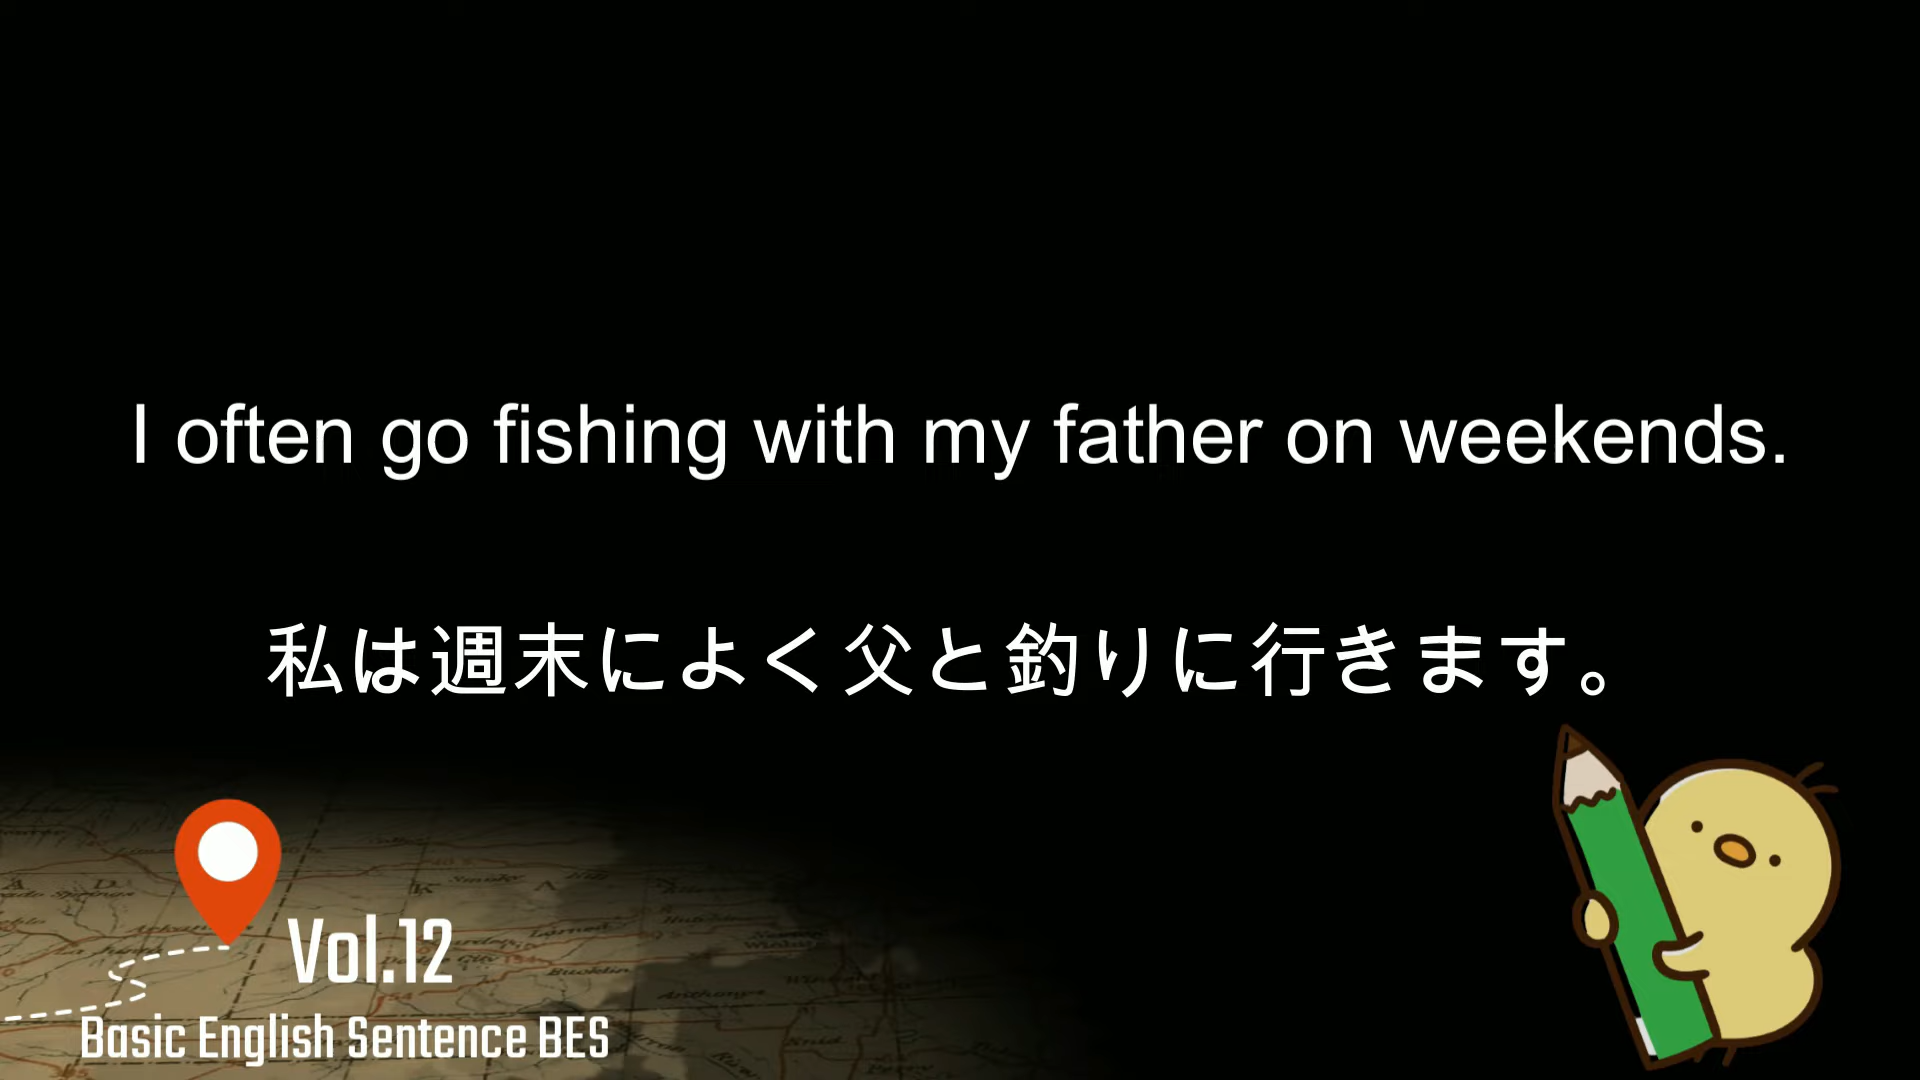 I often go fishing with my father on weekends.
私は週末によく父と釣りに行きます。
Vol.12
Basic English Sentence BES